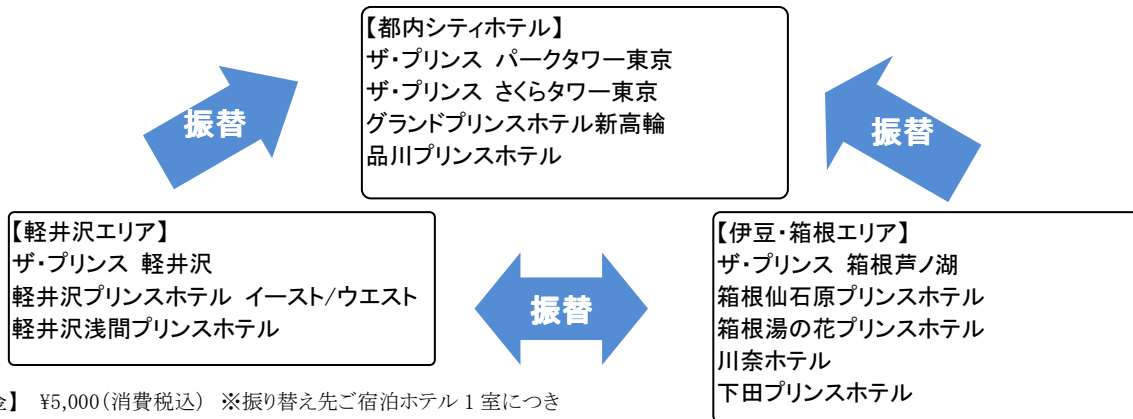 【都内シティホテル】
ザ・プリンス パークタワー東京
ザ・プリンス さくらタワー東京
グランドプリンスホテル新高輪
品川プリンスホテル
振替
振替
【軽井沢エリア】
ザ・プリンス 軽井沢
軽井沢プリンスホテル イースト/ウエスト
軽井沢浅間プリンスホテル
振替
【伊豆・箱根エリア】
ザ・プリンス 箱根芦ノ湖
箱根仙石原プリンスホテル
箱根湯の花プリンスホテル
川奈ホテル
下田プリンスホテル
金】 ¥5,000(消費税込) ※振り替え先ご宿泊ホテル 1 室につき